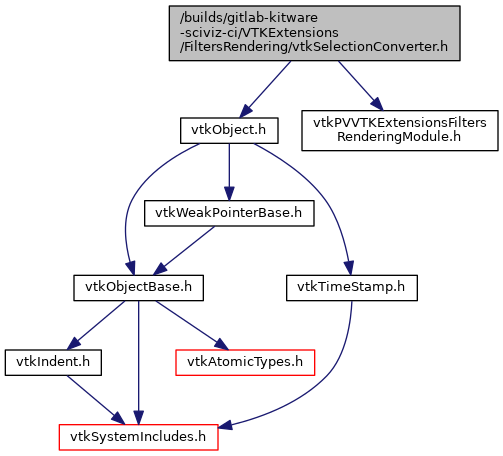 /builds/gitlab-kitware
-sciviz-ci/VTKExtensions
/FiltersRendering/vtkSelectionConverter.h
vtkObject.h
vtkPVVTKExtensionsFilters
RenderingModule.h
vtkWeakPointerBase.h
vtkObjectBase.h
vtkTimeStamp.h
vtkIndent.h
vtkAtomicTypes.h
vtkSystemIncludes.h